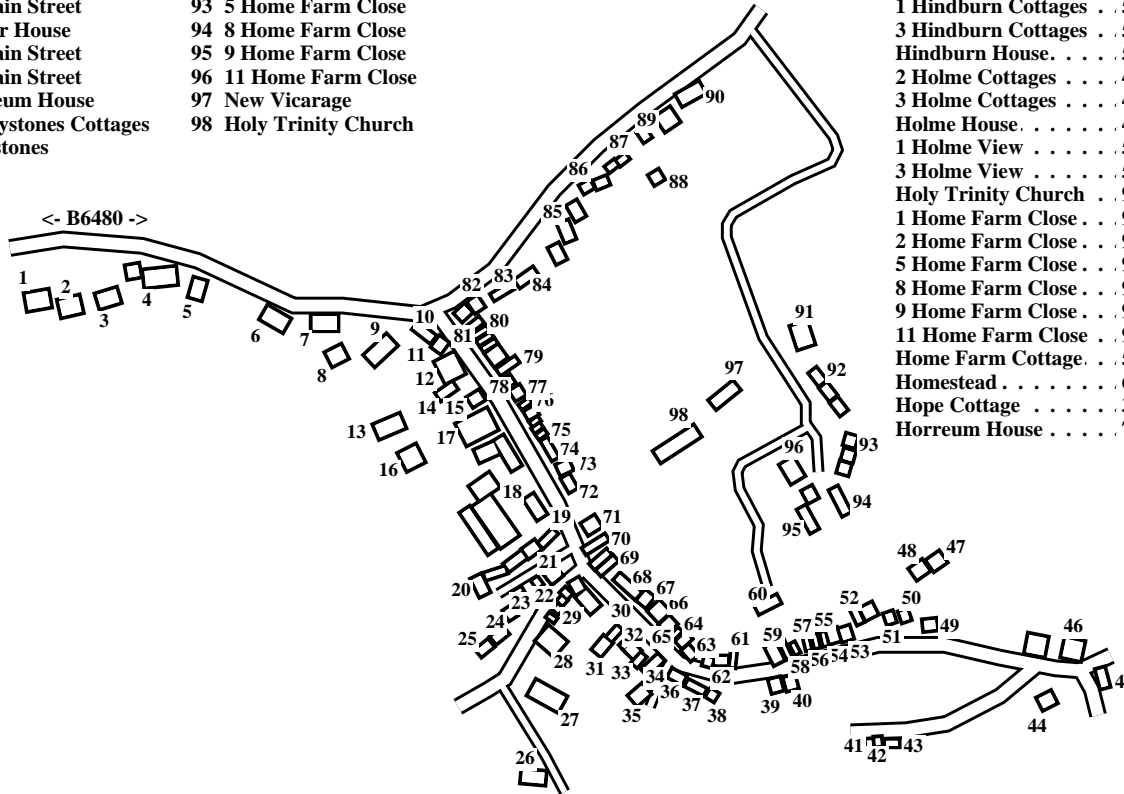 ain Street
r House
ain Street
ain Street
eum House
ystones Cottages
stones
93 5 Home Farm Close
94 8 Home Farm Close
95 9 Home Farm Close
96 11 Home Farm Close
97 New Vicarage
98 Holy Trinity Church
1 Hindburn Cottages . .
3 Hindburn Cottages . .
Hindburn House. . . . .
2 Holme Cottages . . . .
3 Holme Cottages . . . .
Holme House. . . . . . .
1 Holme View . . . . . .
3 Holme View . . . . . .
Holy Trinity Church . .
1 Home Farm Close . . .
2 Home Farm Close . . .
5 Home Farm Close . . .
8 Home Farm Close . . .
9 Home Farm Close . . .
11 Home Farm Close . .
Home Farm Cottage. . .
Homestead . . . . . . . .
Hope Cottage . . . . . .
Horreum House . . . . .
<- B6480 ->
90
89
87
86
88
85
1
2
3
4
5
6
7
8
9
10
82
83
84
80
81
11
12
79
78
77
76
14
15
13
17
75
74
73
16
72
18
19
71
70
69
21
20
22
23
68
67
66
24
29
30
25
28
31
32
65
64
63
33
34
61
62
36
35
37
38
27
26
91
92
97
98
93
96
94
95
60
59
57
55
58
56
54
53
52
51
50
49
48
47
46
39
40
44
41
42
43